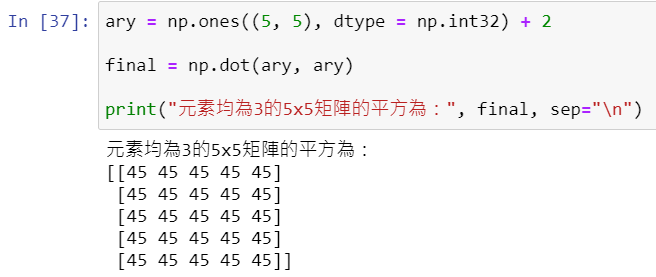 In [37]: ary = np.ones((5, 5), dtype = np.int32) + 2
final = np.dot(ary, ary)
print("元素均為3的5x5矩陣的平方為：", final, sep="\n")
元素均為3的5x5矩陣的平方為：
[[45 45 45 45 45]
 [45 45 45 45 45]
 [45 45 45 45 45]
 [45 45 45 45 45]
 [45 45 45 45 45]]